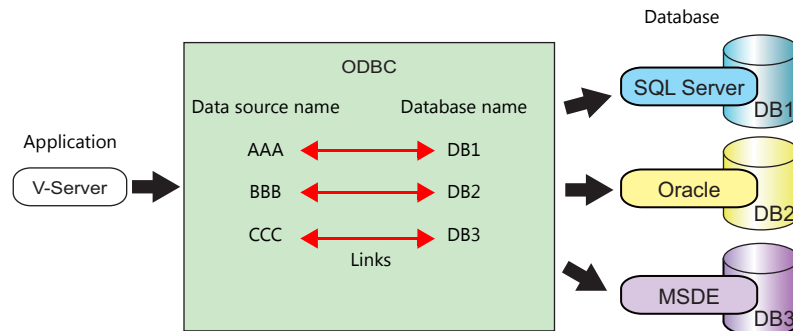 Database
ODBC
SQL Server
DB1
Data source name
Database name
Application
V-Server
AAA
DB1
BBB
DB2
CCC
DB3
Links
Oracle
DB2
MSDE
DB3